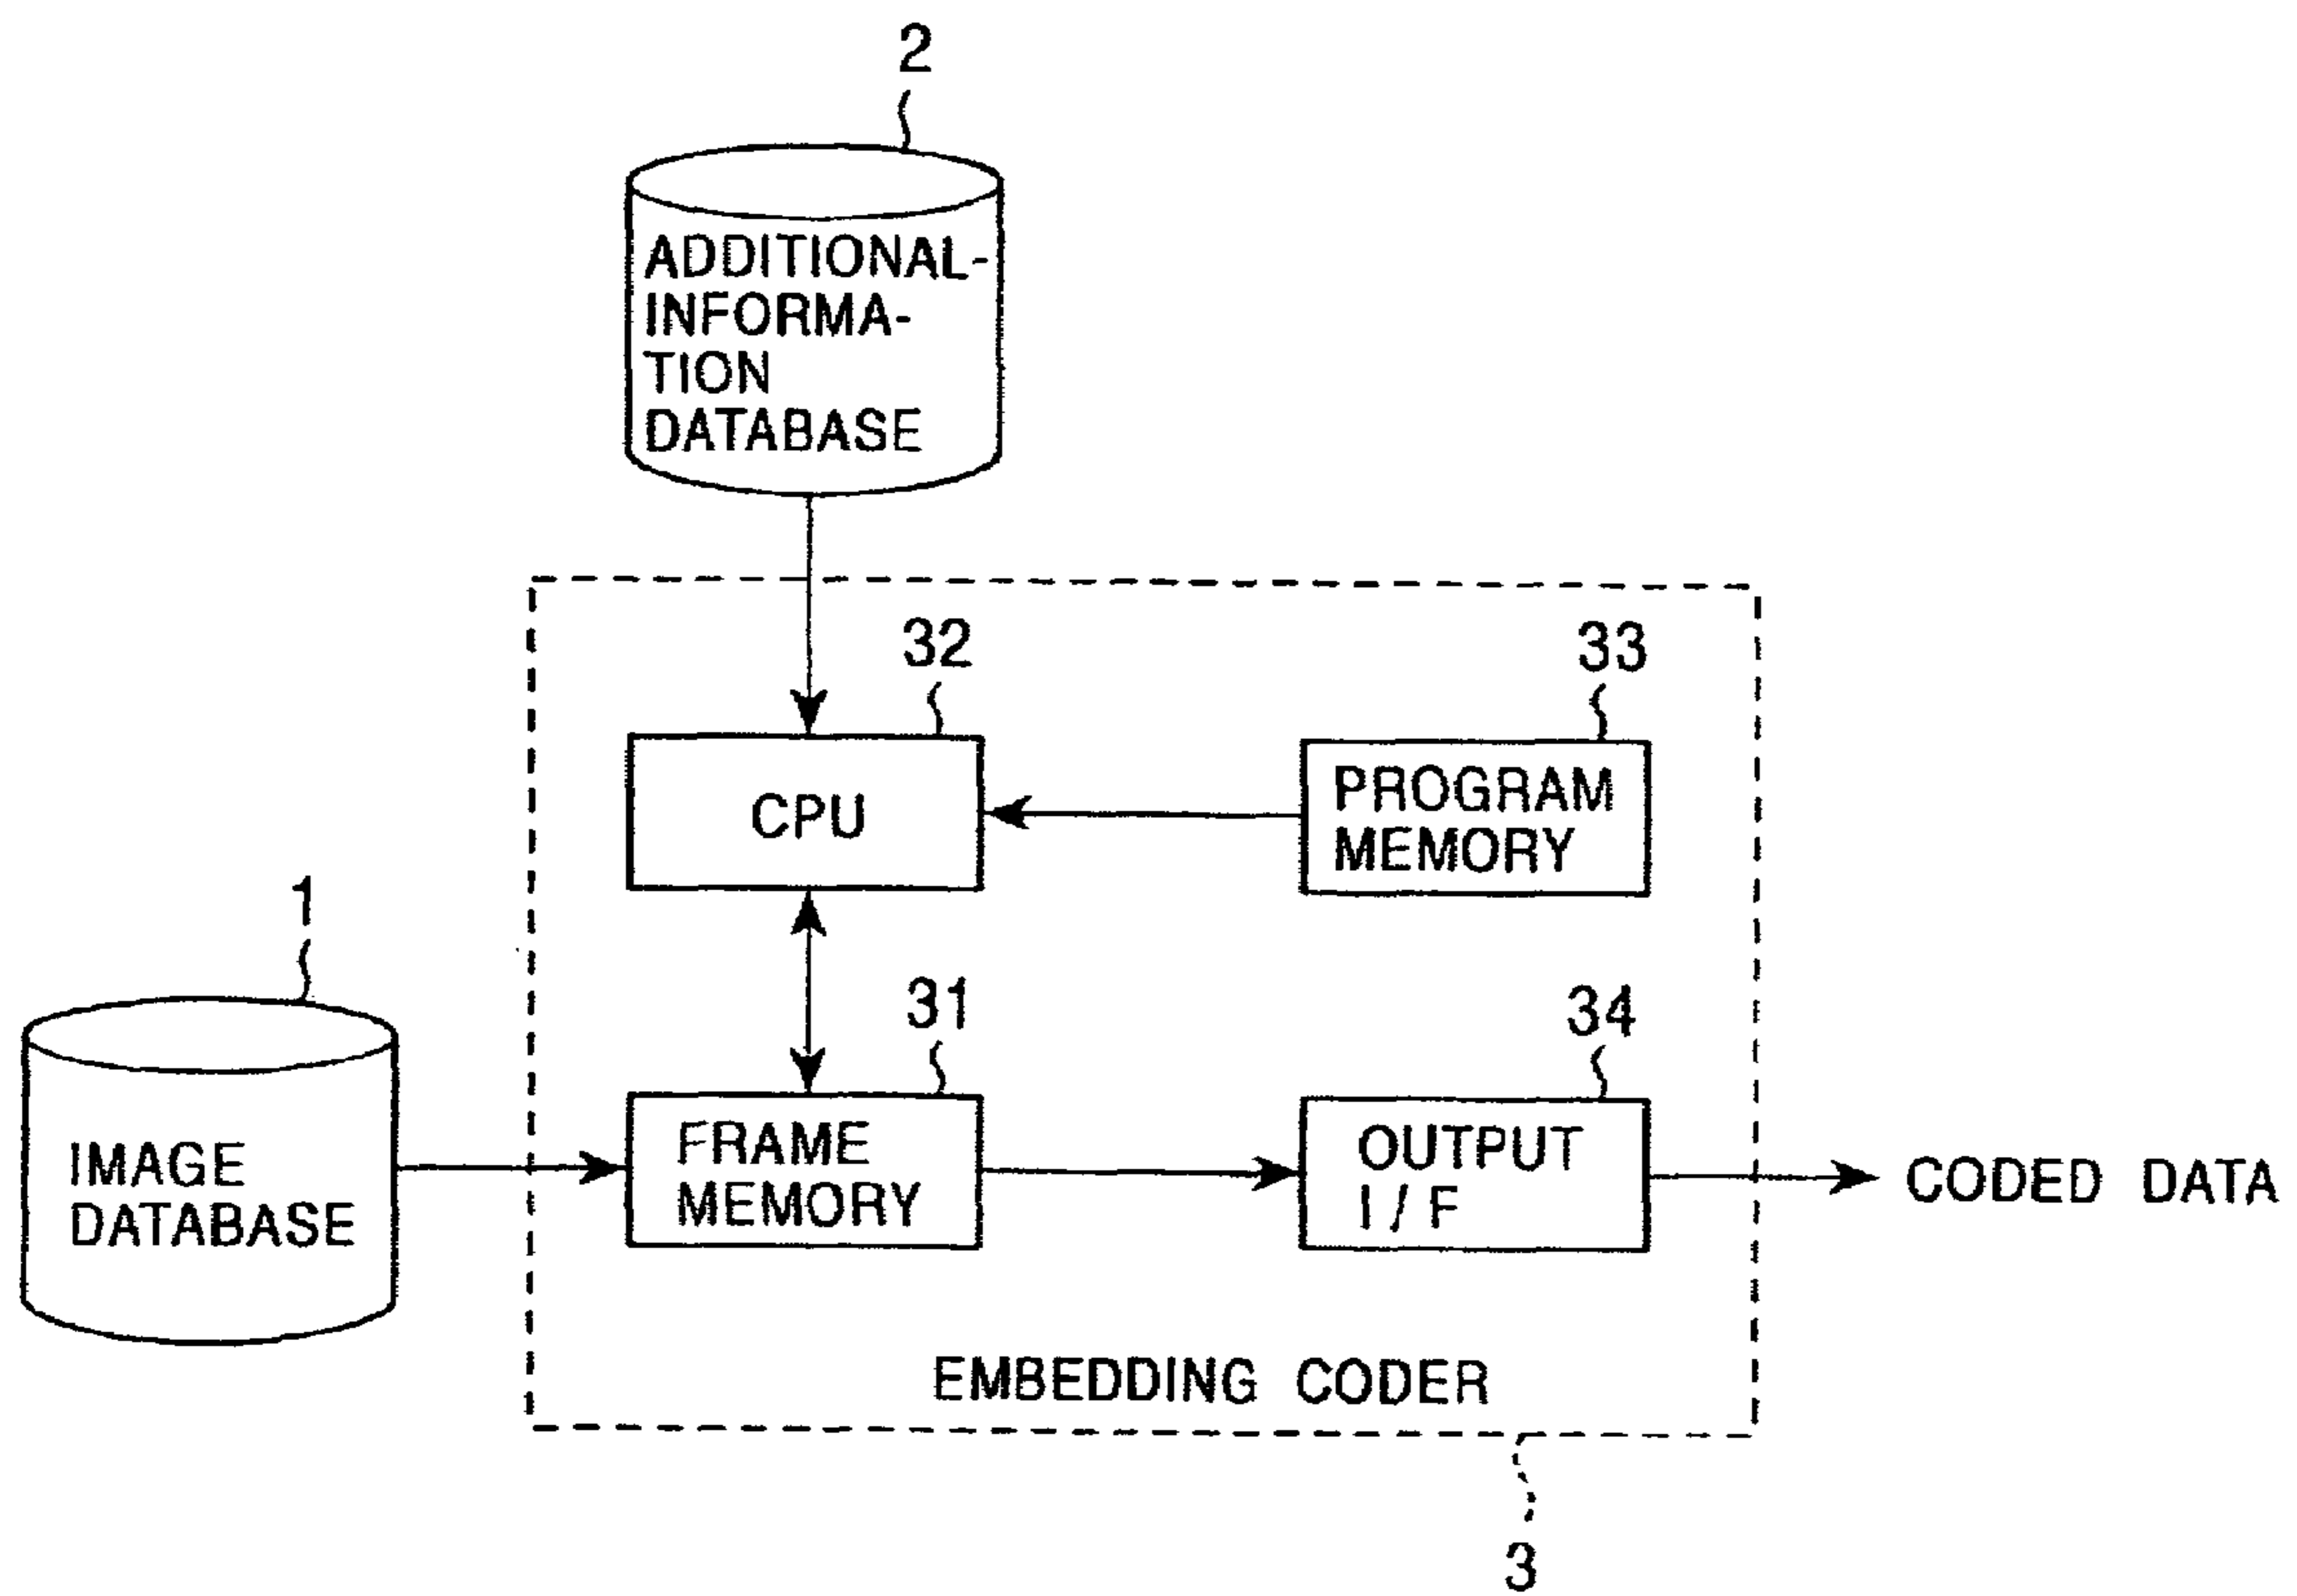 2
ADDITIONAL-
INFORMA-
TION
DATABASE
32
33
CPU
PROGRAM
MEMORY
1
31
34
IMAGE
DATABASE
FRAME
MEMORY
OUTPUT
I / F
CODED DATA
EMBEDDING CODER
3